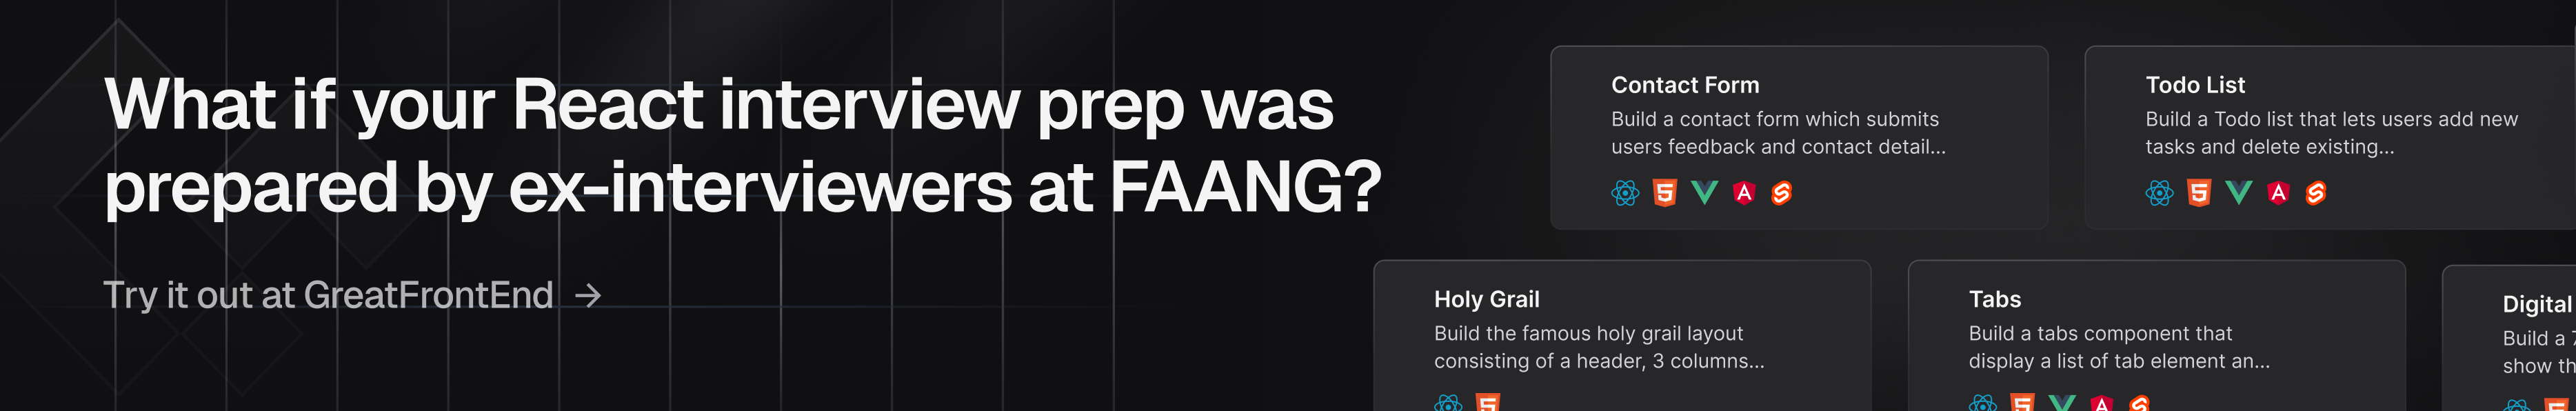 What if your React interview prep was
prepared by ex-interviewers at FAANG?
Try it out at GreatFrontEnd →
Contact Form
Build a contact form which submits
users feedback and contact detail...
Todo List
Build a Todo list that lets users add new
tasks and delete existing...
Holy Grail
Build the famous holy grail layout
consisting of a header, 3 columns...
Tabs
Build a tabs component that
display a list of tab element an...
Digital
Build a 7
show th